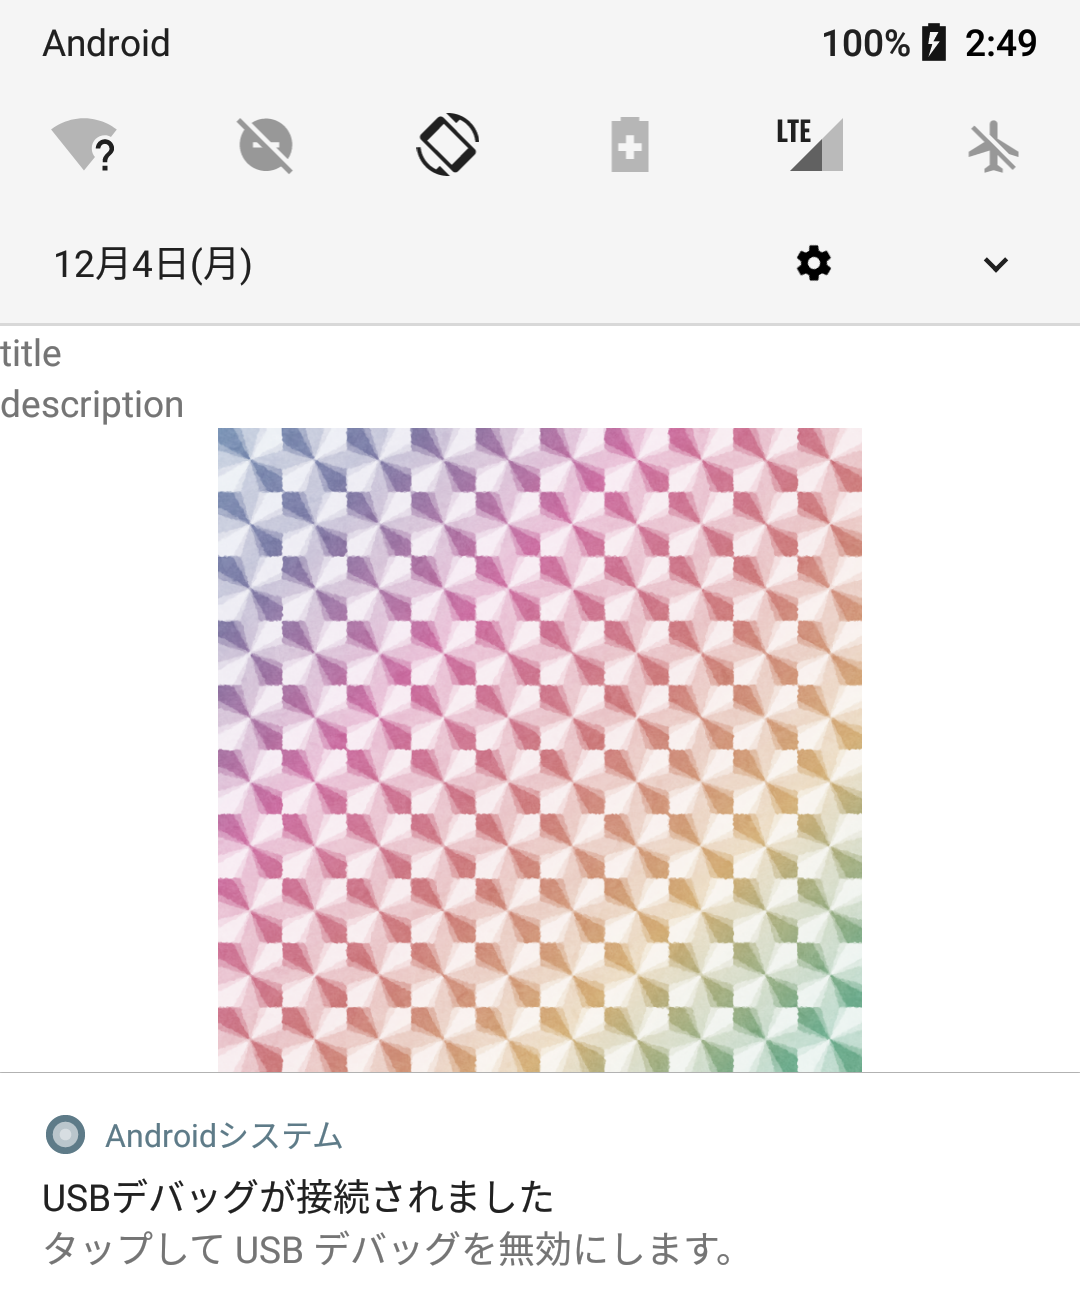 Android 100% 2:49
?
LTE
12月4日(月)
title
description
Androidシステム
USBデバッグが接続されました
タップして USB デバッグを無効にします。